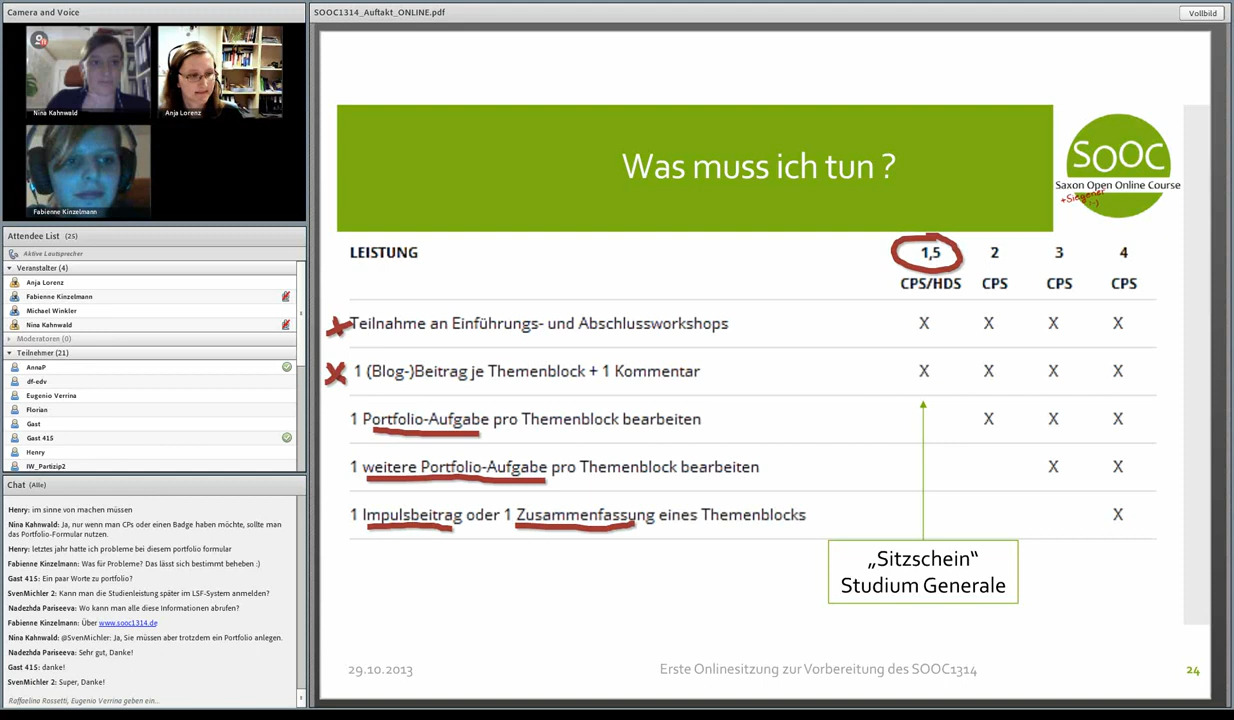 Camera and Voice
Nina Kahnwald
Anja Lorenz
Fabienne Kinzelmann
Attendee List (25)
Aktive Lautsprecher
Veranstalter (4)
Anja Lorenz
Fabienne Kinzelmann
Michael Winkler
Nina Kahnwald
Moderatoren (0)
Teilnehmer (21)
AnnaP
df-edv
Eugenio Verrina
Florian
Gast
Gast 415
Henry
IW_Partizip2
Chat (Alle)
Henry: im sinne von machen müssen
Nina Kahnwald: Ja, nur wenn man CPs oder einen Badge haben möchte, sollte man
das Portfolio-Formular nutzen.
Henry: letztes jahr hatte ich probleme bei diesem portfolio formular
Fabienne Kinzelmann: Was für Probleme? Das lässt sich bestimmt beheben :)
Gast 415: Ein paar Worte zu portfolio?
SvenMichler 2: Kann man die Studienleistung später im LSF-System anmelden?
Nadezhda Pariseeva: Wo kann man alle diese Informationen abrufen?
Fabienne Kinzelmann: Über www.sooc1314.de
Nina Kahnwald: @SvenMichler: Ja, Sie müssen aber trotzdem ein Portfolio anlegen.
Nadezhda Pariseeva: Sehr gut, Danke!
Gast 415: danke!
SvenMichler 2: Super, Danke!
Raffaelina Rossetti, Eugenio Verrina geben ein...
SOOC1314_Auftakt_ONLINE.pdf
Vollbild
Was muss ich tun ?
SOOC
Saxon Open Online Course
+Siegener
:-)
LEISTUNG 1,5 2 3 4
CPS/HDS CPS CPS CPS
Teilnahme an Einführungs- und Abschlussworkshops X X X X
1 (Blog-)Beitrag je Themenblock + 1 Kommentar X X X X
1 Portfolio-Aufgabe pro Themenblock bearbeiten X X X
1 weitere Portfolio-Aufgabe pro Themenblock bearbeiten X X
1 Impulsbeitrag oder 1 Zusammenfassung eines Themenblocks X
„Sitzschein“
Studium Generale
29.10.2013 Erste Onlinesitzung zur Vorbereitung des SOOC1314 24